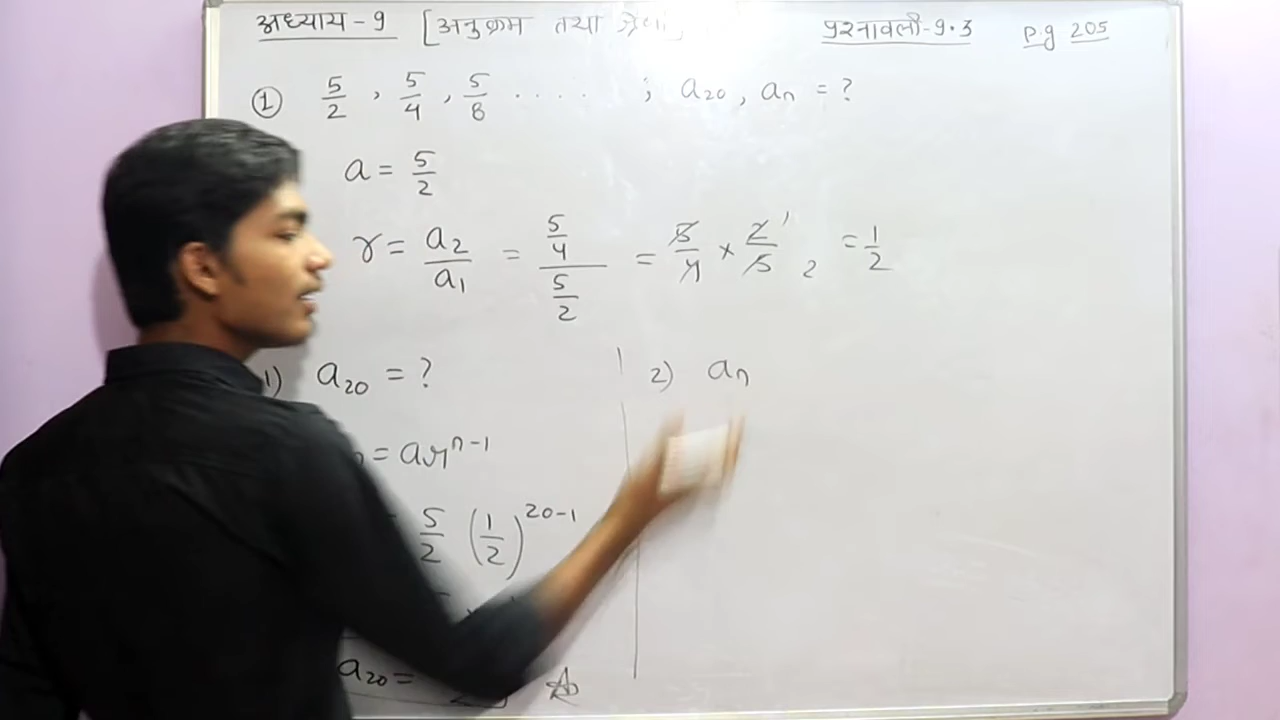 अध्याय - 9 [अनुक्रम तथा श्रेणी] प्रश्नावली - 9.3 Pg 205
① 5/2 , 5/4 , 5/8 . . . . ; a₂₀ , aₙ = ?
a = 5/2
r = a₂/a₁ = (5/4)/(5/2) = 5/4 × 2/5 = 1/2
1) a₂₀ = ?
= arⁿ⁻¹
5/2 (1/2)²⁰⁻¹
a₂₀ =
2) aₙ